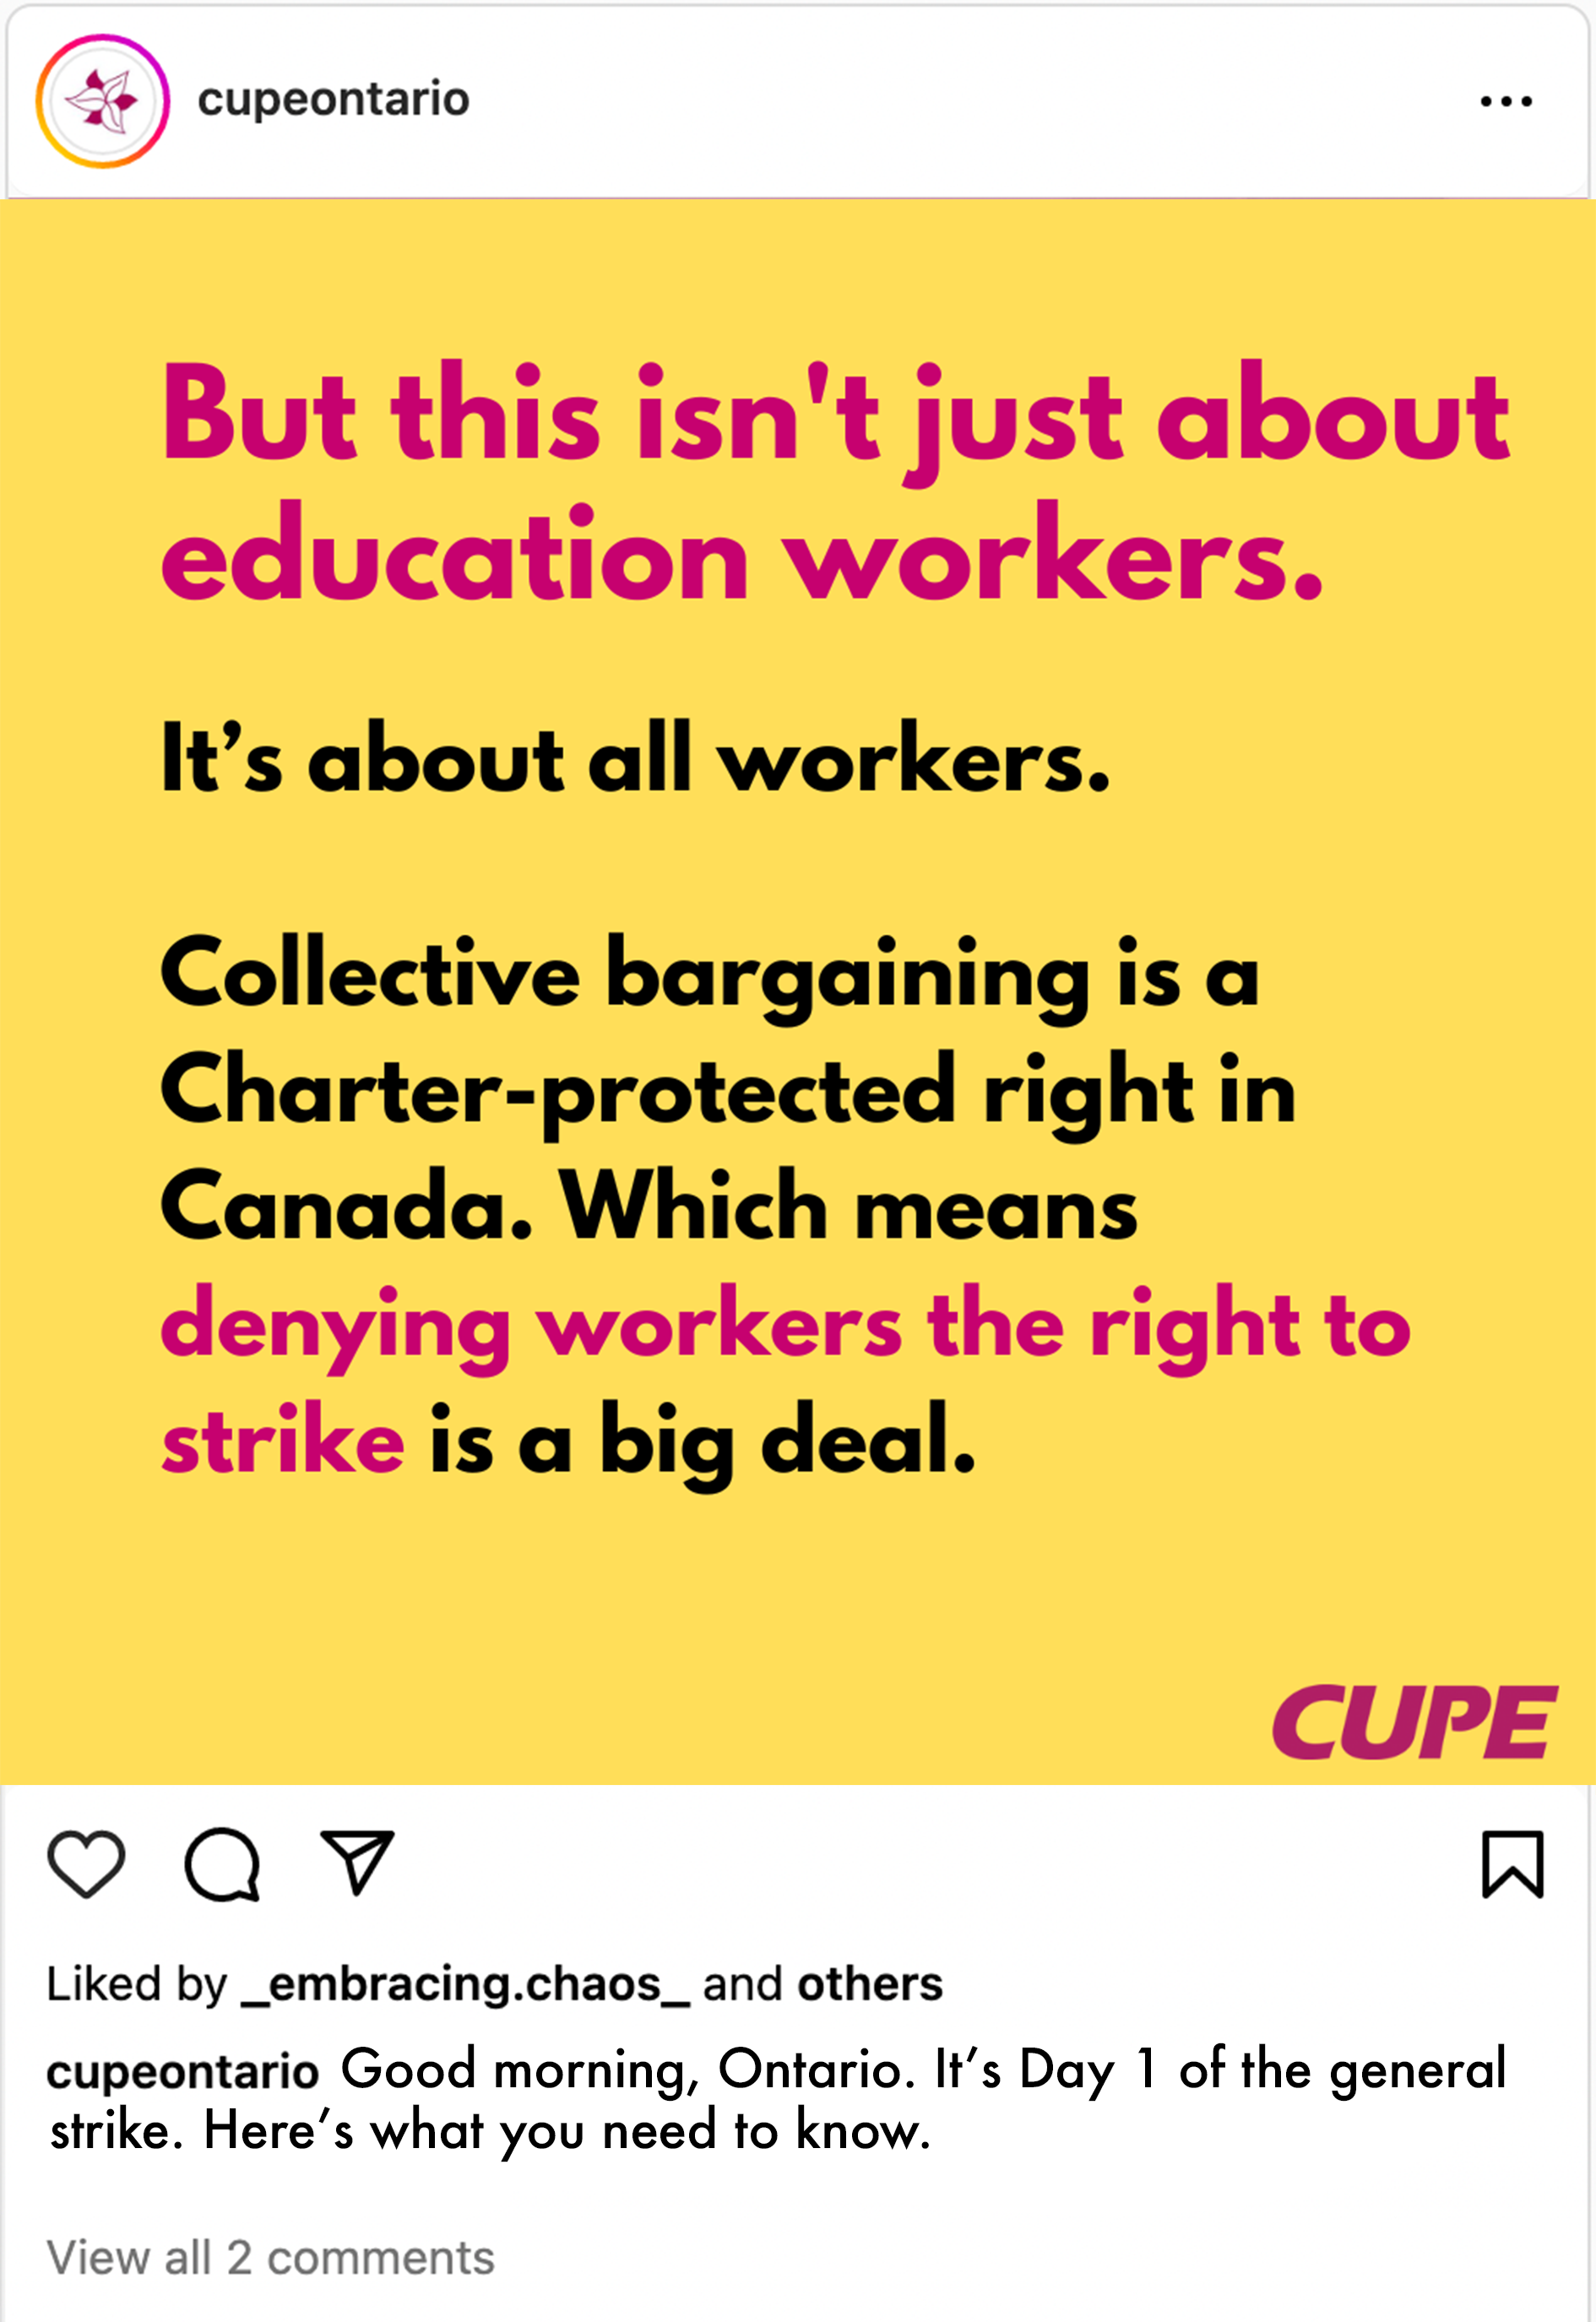 cupeontario
But this isn't just about
education workers.
It’s about all workers.
Collective bargaining is a
Charter-protected right in
Canada. Which means
denying workers the right to
strike is a big deal.
CUPE
Liked by _embracing.chaos_ and others
cupeontario Good morning, Ontario. It’s Day 1 of the general
strike. Here’s what you need to know.
View all 2 comments